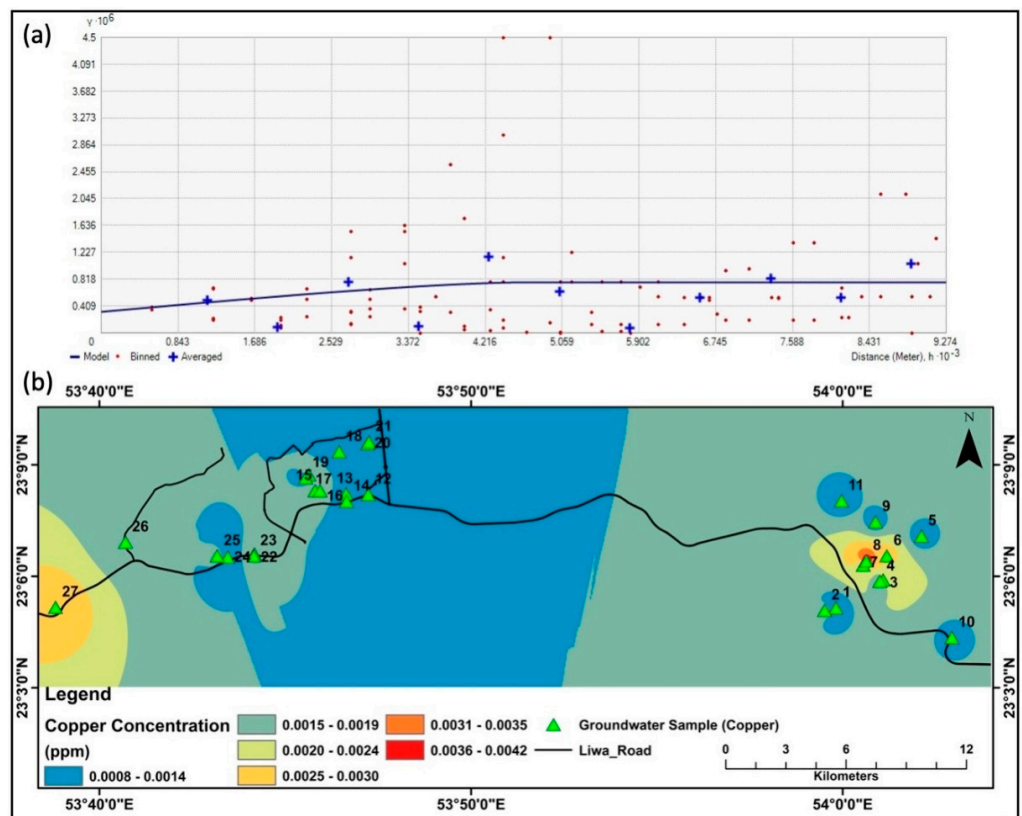 (a)
γ·10⁶
4.5
4.091
3.682
3.273
2.864
2.455
2.045
1.636
1.227
0.818
0.409
0 0.843 1.686 2.529 3.372 4.216 5.059 5.902 6.745 7.588 8.431 9.274
Distance (Meter), h·10⁻³
Model Binned Averaged
(b)
53°40'0"E 53°50'0"E 54°0'0"E
23°9'0"N
23°6'0"N
23°3'0"N
N
23°9'0"N
23°6'0"N
23°3'0"N
21
18
20
19
15
17
13
12
14
16
26
25
23
24
22
27
11
9
5
8
6
7
4
3
2
1
10
Legend
Copper Concentration
(ppm)
0.0008 - 0.0014
0.0015 - 0.0019
0.0020 - 0.0024
0.0025 - 0.0030
0.0031 - 0.0035
0.0036 - 0.0042
Groundwater Sample (Copper)
Liwa_Road
0 3 6 12
Kilometers
53°40'0"E 53°50'0"E 54°0'0"E